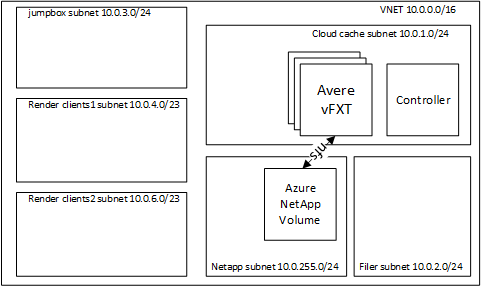 jumpbox subnet 10.0.3.0/24
VNET 10.0.0.0/16
Cloud cache subnet 10.0.1.0/24
Avere
vFXT
Controller
Render clients1 subnet 10.0.4.0/23
-nfs-
Azure
NetApp
Volume
Render clients2 subnet 10.0.6.0/23
Netapp subnet 10.0.255.0/24
Filer subnet 10.0.2.0/24